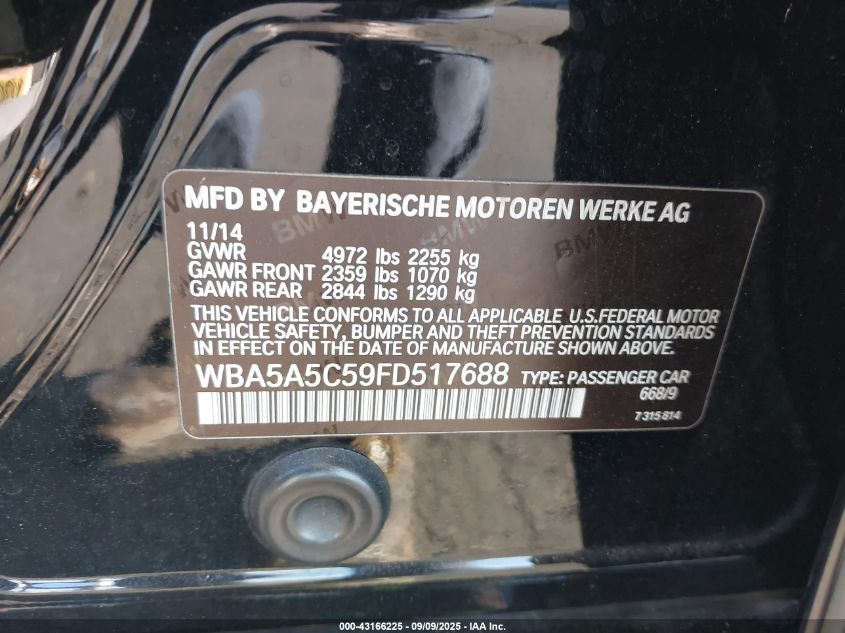 MFD BY BAYERISCHE MOTOREN WERKE AG
11/14
GVWR 4972 lbs 2255 kg
GAWR FRONT 2359 lbs 1070 kg
GAWR REAR 2844 lbs 1290 kg
THIS VEHICLE CONFORMS TO ALL APPLICABLE U.S.FEDERAL MOTOR
VEHICLE SAFETY, BUMPER AND THEFT PREVENTION STANDARDS
IN EFFECT ON THE DATE OF MANUFACTURE SHOWN ABOVE.
WBA5A5C59FD517688 TYPE: PASSENGER CAR
668/9
7315814
000-43166225 - 09/09/2025 - IAA Inc.